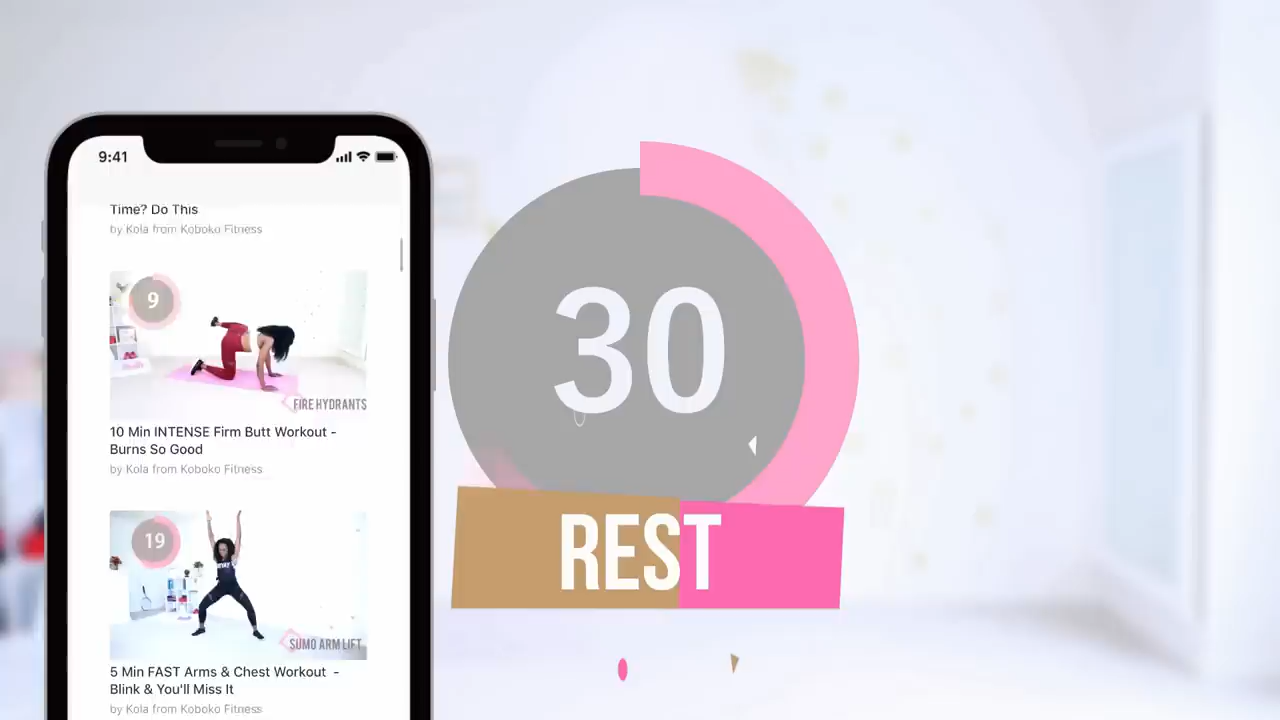 9:41
Time? Do This
by Kola from Koboko Fitness
9
FIRE HYDRANTS
10 Min INTENSE Firm Butt Workout -
Burns So Good
by Kola from Koboko Fitness
19
SUMO ARM LIFT
5 Min FAST Arms & Chest Workout -
Blink & You'll Miss It
by Kola from Koboko Fitness
30
REST